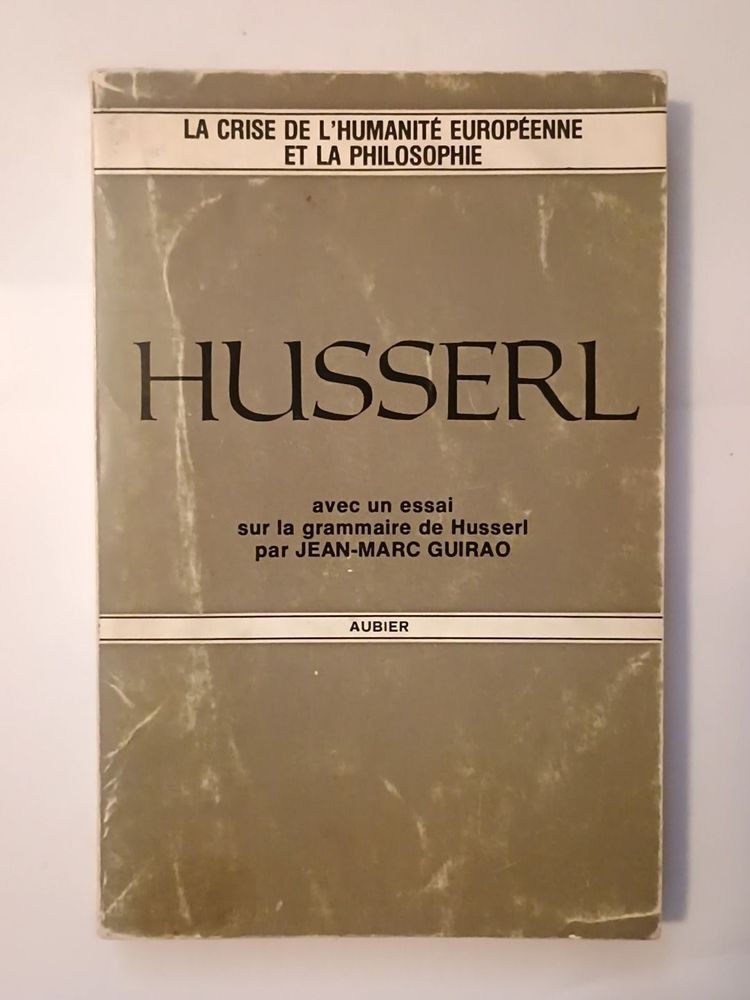 LA CRISE DE L'HUMANITÉ EUROPÉENNE
ET LA PHILOSOPHIE
HUSSERL
avec un essai
sur la grammaire de Husserl
par JEAN-MARC GUIRAO
AUBIER